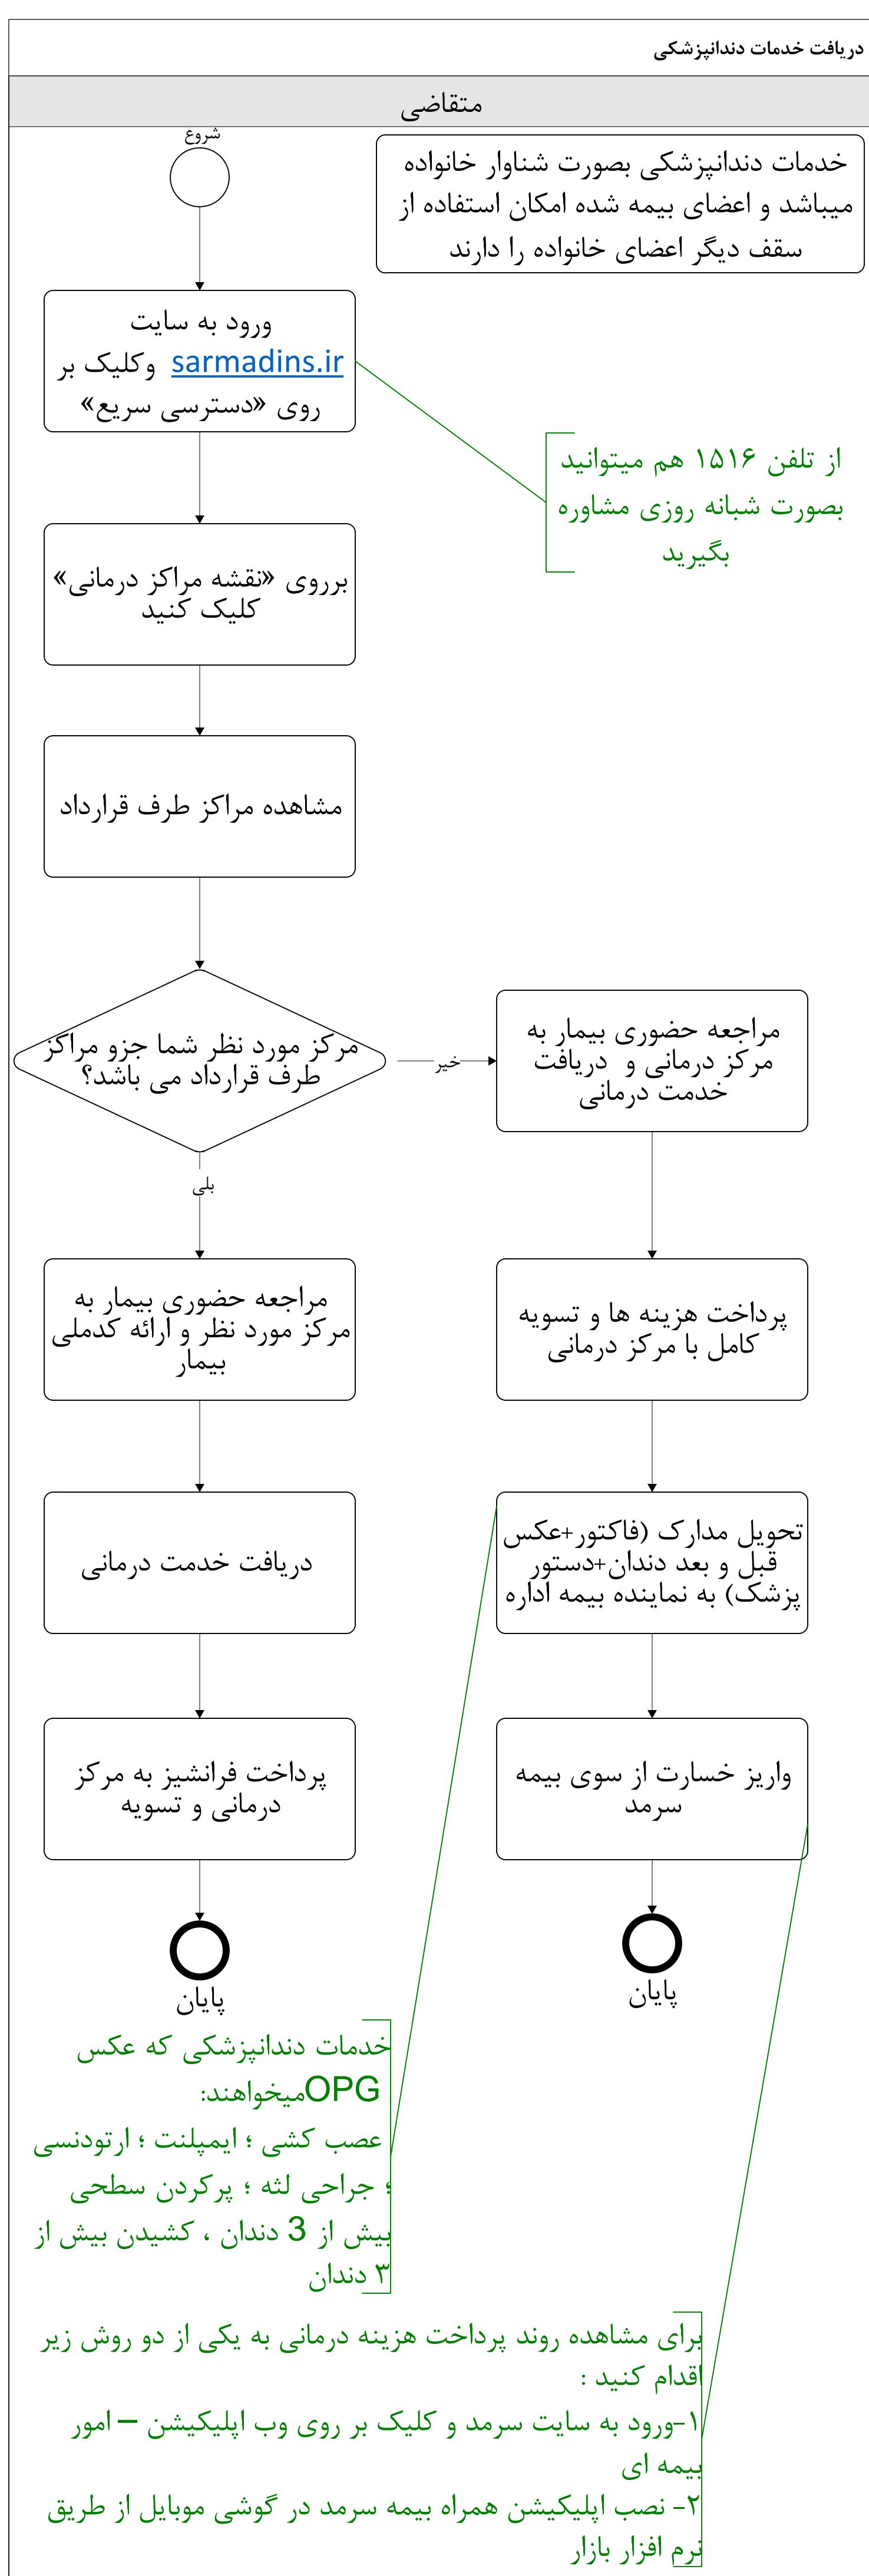 دریافت خدمات دندانپزشکی
متقاضی
شروع
خدمات دندانپزشکی بصورت شناوار خانواده
میباشد و اعضای بیمه شده امکان استفاده از
سقف دیگر اعضای خانواده را دارند
ورود به سایت
sarmadins.ir وکلیک بر
روی «دسترسی سریع»
از تلفن ۱۵۱۶ هم میتوانید
بصورت شبانه روزی مشاوره
بگیرید
برروی «نقشه مراکز درمانی»
کلیک کنید
مشاهده مراکز طرف قرارداد
مرکز مورد نظر شما جزو مراکز
طرف قرارداد می باشد؟
خیر
مراجعه حضوری بیمار به
مرکز درمانی و دریافت
خدمت درمانی
بلی
مراجعه حضوری بیمار به
مرکز مورد نظر و ارائه کدملی
بیمار
پرداخت هزینه ها و تسویه
کامل با مرکز درمانی
دریافت خدمت درمانی
تحویل مدارک (فاکتور+عکس
قبل و بعد دندان+دستور
پزشک) به نماینده بیمه اداره
پرداخت فرانشیز به مرکز
درمانی و تسویه
واریز خسارت از سوی بیمه
سرمد
پایان
پایان
خدمات دندانپزشکی که عکس
OPGمیخواهند:
عصب کشی ؛ ایمپلنت ؛ ارتودنسی
؛ جراحی لثه ؛ پرکردن سطحی
بیش از 3 دندان ، کشیدن بیش از
۳ دندان
برای مشاهده روند پرداخت هزینه درمانی به یکی از دو روش زیر
اقدام کنید :
۱-ورود به سایت سرمد و کلیک بر روی وب اپلیکیشن – امور
بیمه ای
۲- نصب اپلیکیشن همراه بیمه سرمد در گوشی موبایل از طریق
نرم افزار بازار